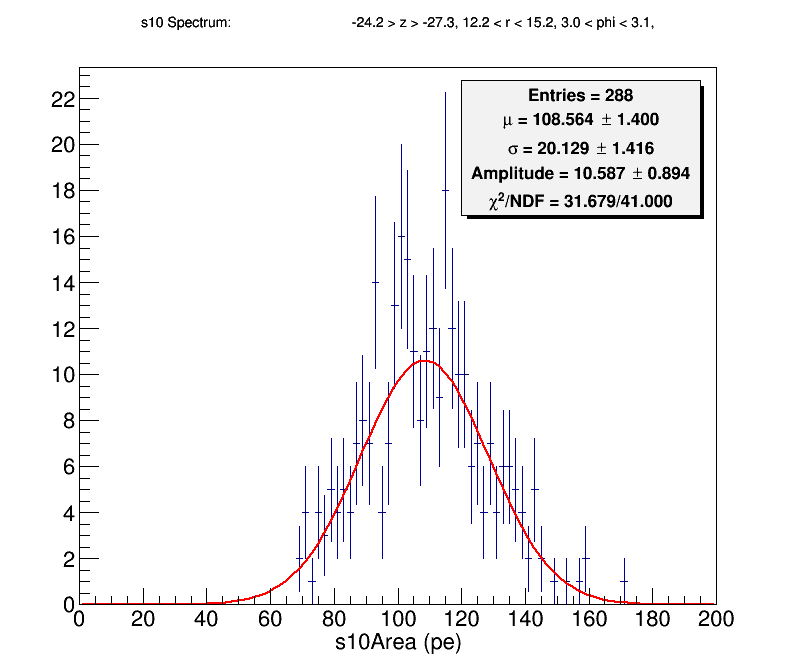 s10 Spectrum: -24.2 > z > -27.3, 12.2 < r < 15.2, 3.0 < phi < 3.1,
Entries = 288
μ = 108.564 ± 1.400
σ = 20.129 ± 1.416
Amplitude = 10.587 ± 0.894
χ²/NDF = 31.679/41.000
22
20
18
16
14
12
10
8
6
4
2
0
0 20 40 60 80 100 120 140 160 180 200
s10Area (pe)